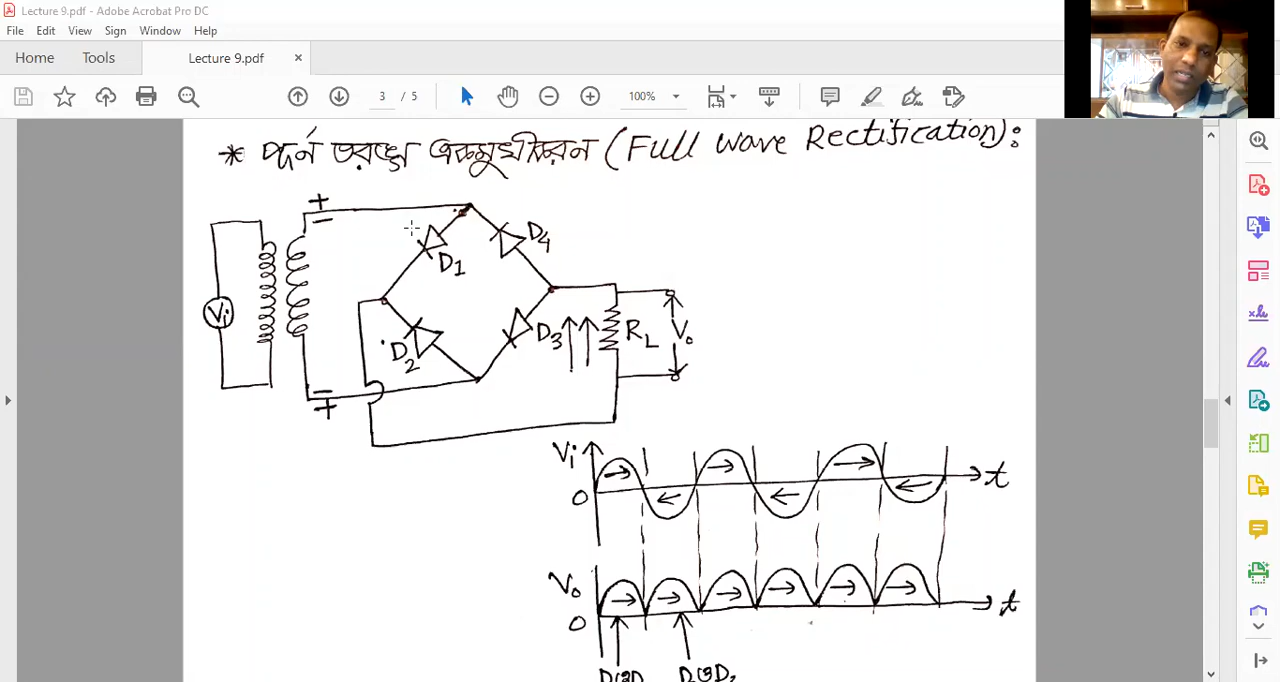 Lecture 9.pdf - Adobe Acrobat Pro DC
File Edit View Sign Window Help
Home Tools Lecture 9.pdf ×
3 / 5 100%
* পূর্ন তরঙ্গে একমুখীকরন (Full Wave Rectification):
+
−
D4
D1
Vi
D3
RL
Vo
D2
−
+
Vi
0
t
Vo
0
t